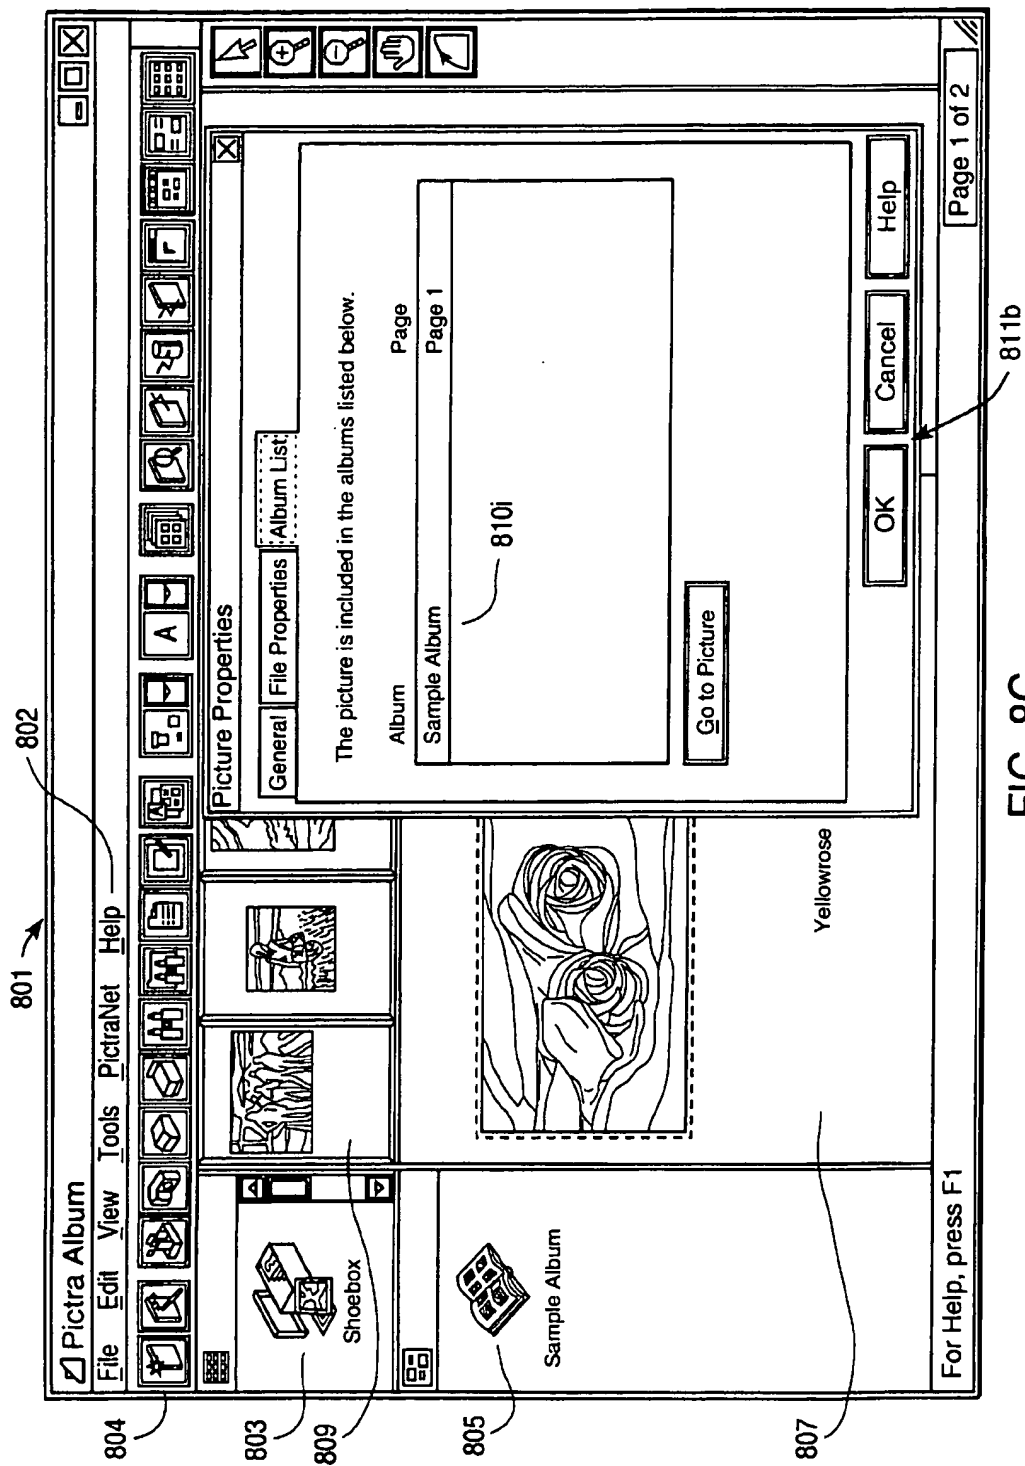 801
802
Pictra Album
File Edit View Tools PictraNet Help
A
804
803
809
Shoebox
805
Sample Album
807
Yellowrose
Picture Properties
General File Properties Album List
The picture is included in the albums listed below.
Album Page
Sample Album Page 1
810i
Go to Picture
OK Cancel Help
811b
For Help, press F1
Page 1 of 2
FIG. 8C